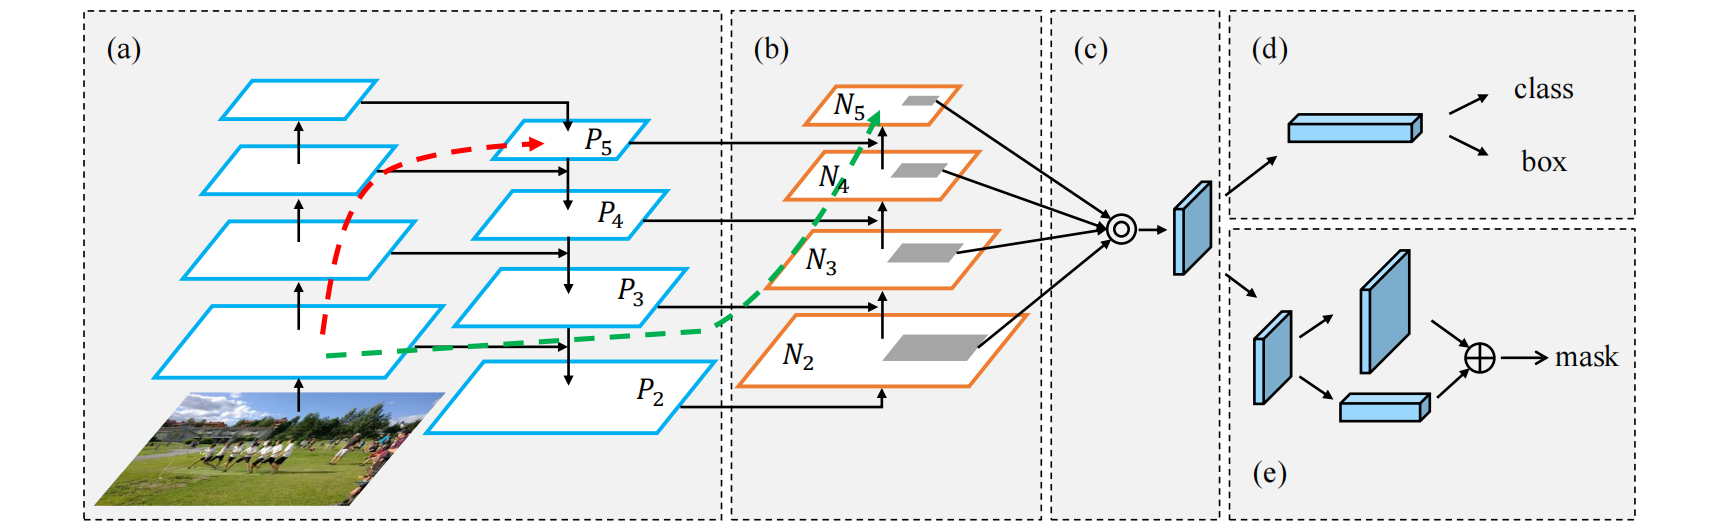 (a)
P5
P4
P3
P2
(b)
N5
N4
N3
N2
(c)
(d)
class
box
mask
(e)